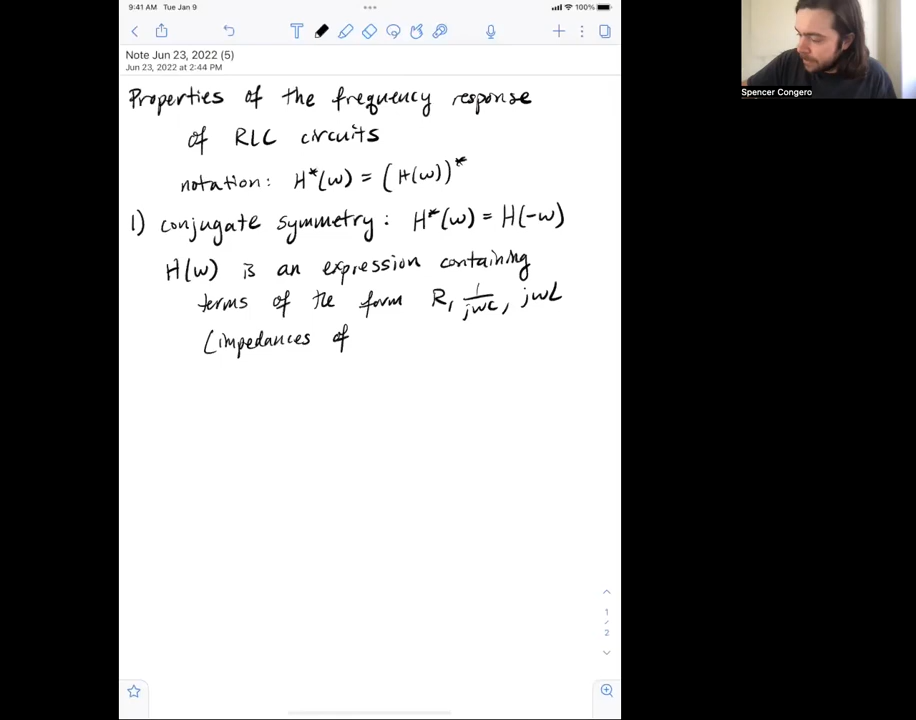 9:41 AM Tue Jan 9
100%
Note Jun 23, 2022 (5)
Jun 23, 2022 at 2:44 PM
Properties of the frequency response
of RLC circuits
notation: H*(ω) = (H(ω))*
1) conjugate symmetry: H*(ω) = H(-ω)
H(ω) is an expression containing
terms of the form R, 1/jωC, jωL
(impedances of
1
/
2
Spencer Congero